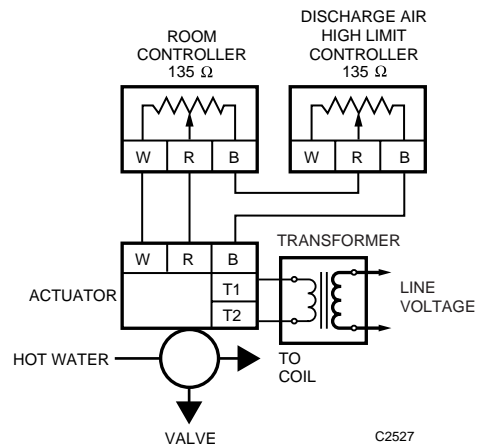 ROOM
CONTROLLER
135 Ω
DISCHARGE AIR
HIGH LIMIT
CONTROLLER
135 Ω
W R B
W R B
W R B
T1
T2
ACTUATOR
TRANSFORMER
LINE
VOLTAGE
HOT WATER
TO
COIL
VALVE
C2527